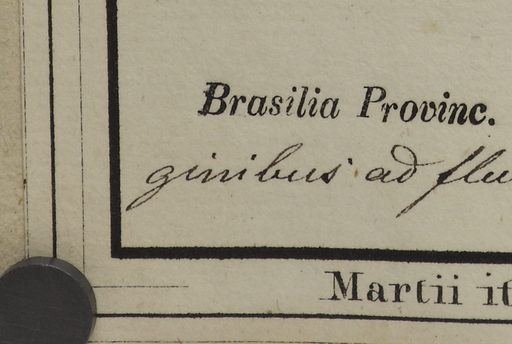 Brasilia Provinc.
ginibus ad flu
Martii it